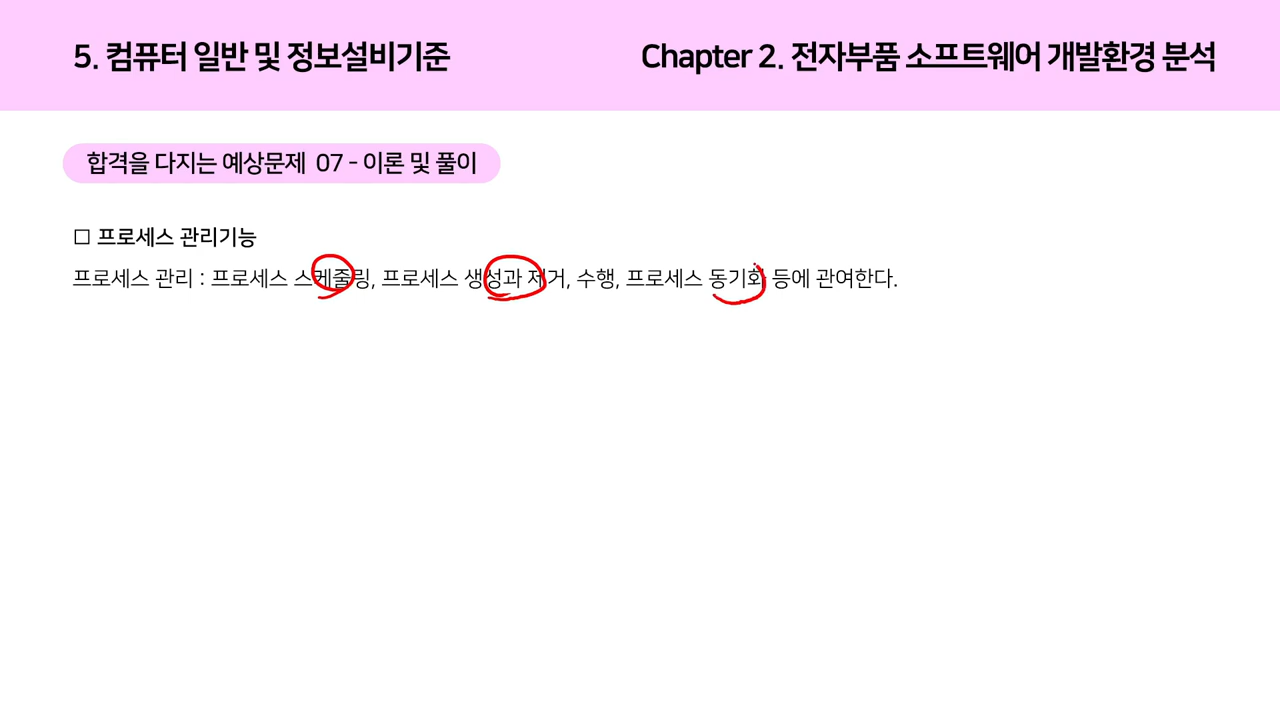 5. 컴퓨터 일반 및 정보설비기준
Chapter 2. 전자부품 소프트웨어 개발환경 분석
합격을 다지는 예상문제 07 - 이론 및 풀이
□ 프로세스 관리기능
프로세스 관리 : 프로세스 스케줄링, 프로세스 생성과 제거, 수행, 프로세스 동기화 등에 관여한다.